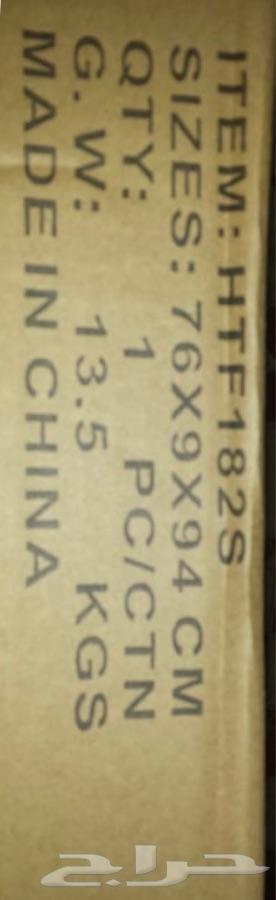 ITEM: HTF182S
SIZES: 76X9X94 CM
QTY: 1 PC/CTN
G.W: 13.5 KGS
MADE IN CHINA
حراج